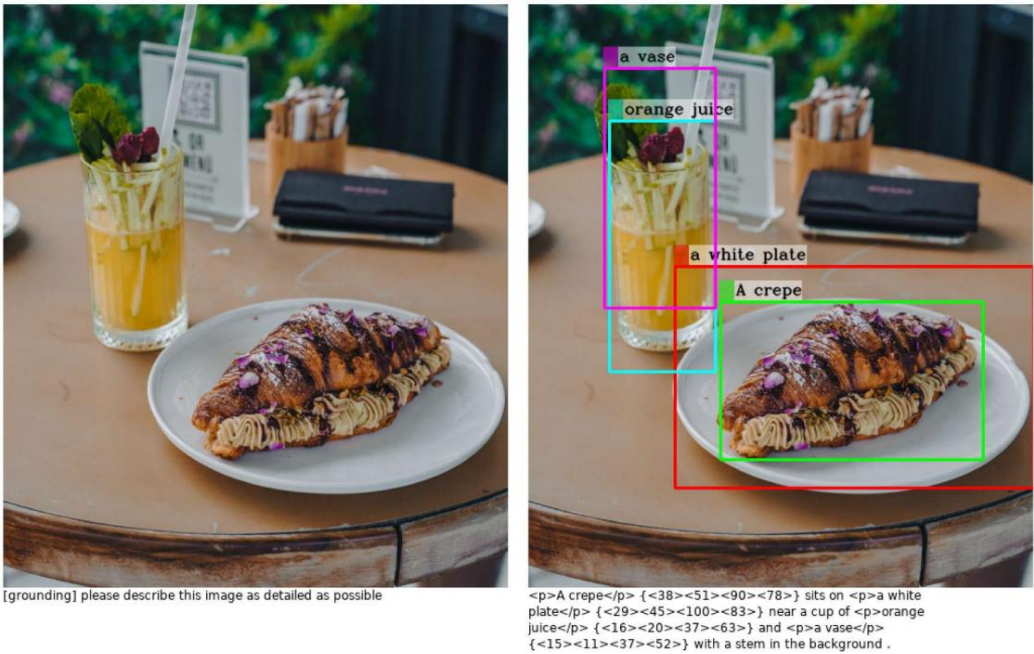 a vase
orange juice
a white plate
A crepe
[grounding] please describe this image as detailed as possible
<p>A crepe</p> {<38><51><90><78>} sits on <p>a white
plate</p> {<29><45><100><83>} near a cup of <p>orange
juice</p> {<16><20><37><63>} and <p>a vase</p>
{<15><11><37><52>} with a stem in the background .